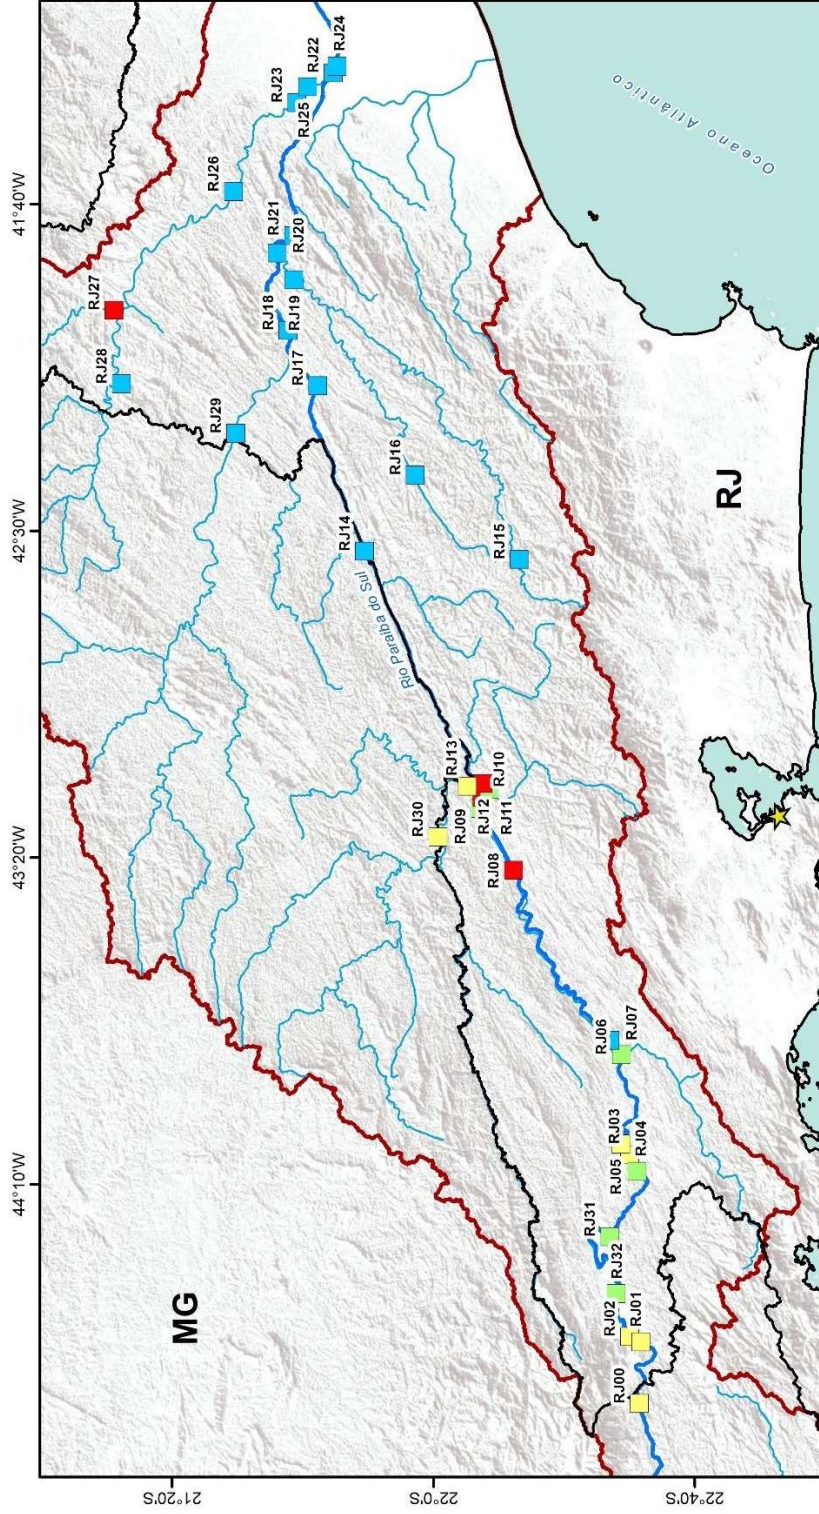 MG
RJ
Oceano Atlântico
Rio Paraíba do Sul
RJ00
RJ01
RJ02
RJ32
RJ31
RJ05
RJ04
RJ03
RJ07
RJ06
RJ08
RJ30
RJ09
RJ12
RJ11
RJ10
RJ13
RJ14
RJ15
RJ16
RJ29
RJ28
RJ27
RJ17
RJ18
RJ19
RJ20
RJ21
RJ26
RJ25
RJ23
RJ22
RJ24
44°10'W
43°20'W
42°30'W
41°40'W
21°20'S
22°0'S
22°40'S